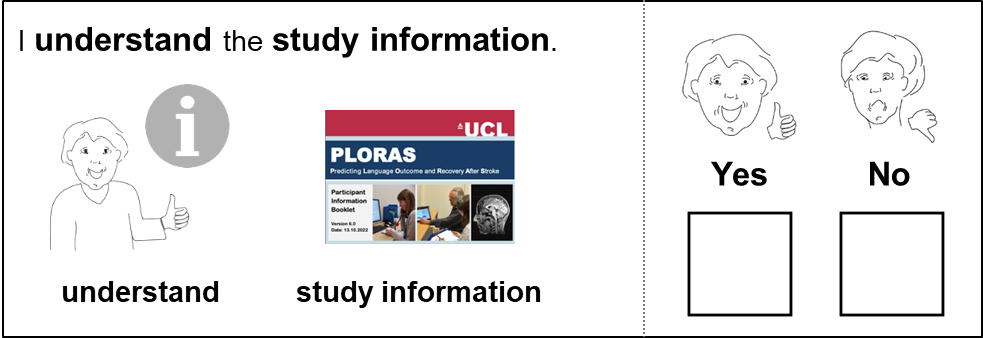 I understand the study information.
UCL
PLORAS
Predicting Language Outcome and Recovery After Stroke
Participant
Information
Booklet
Version 6.0
Date: 13.10.2022
understand
study information
Yes
No